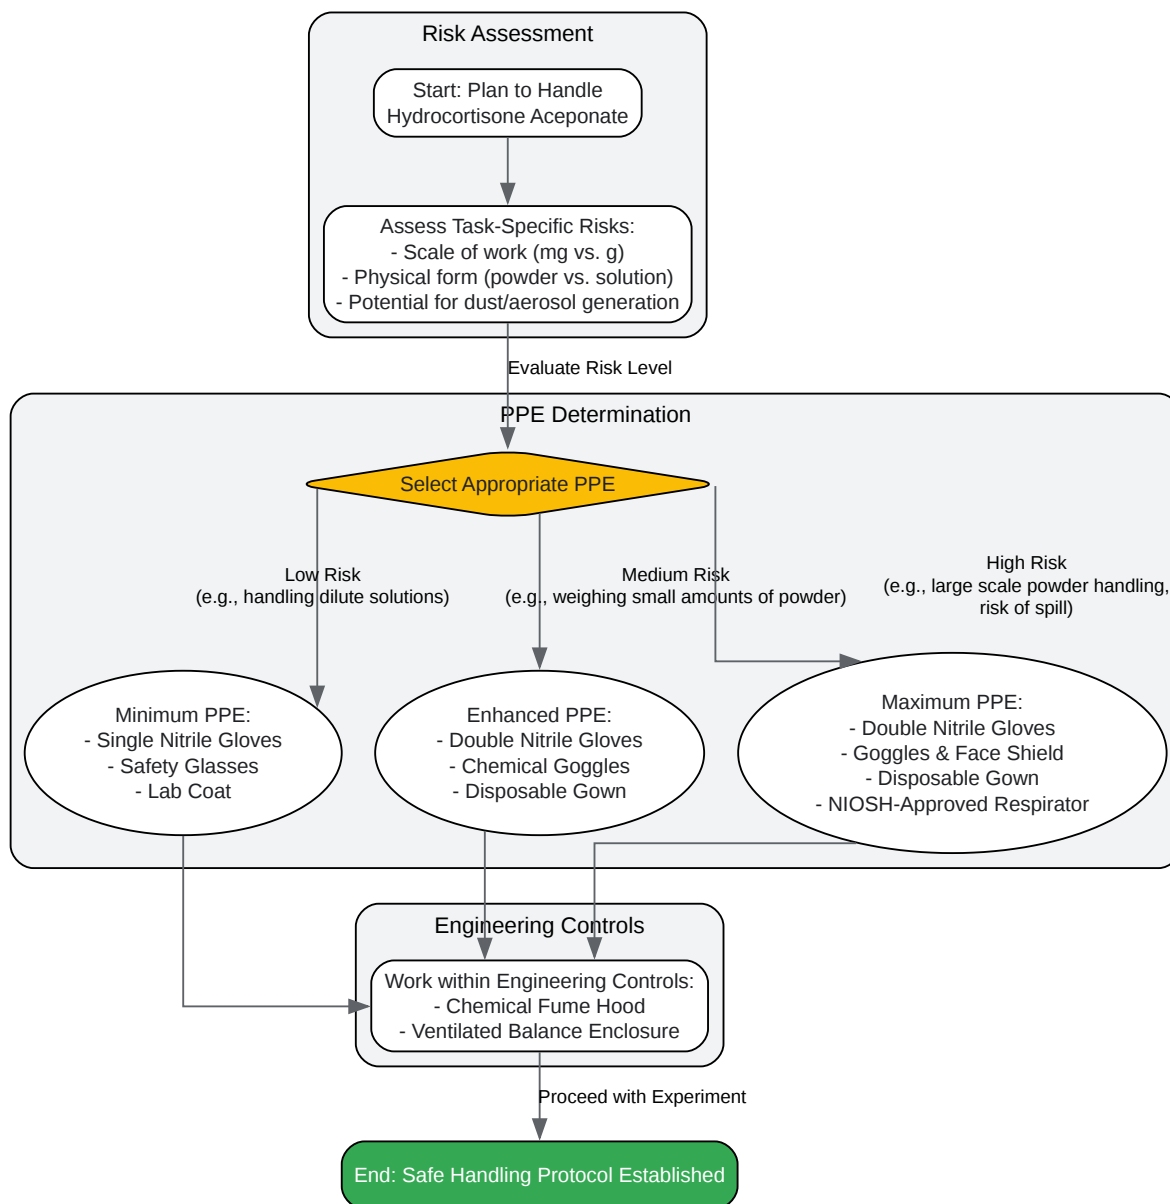 Risk Assessment
Start: Plan to Handle
Hydrocortisone Aceponate
Assess Task-Specific Risks:
- Scale of work (mg vs. g)
- Physical form (powder vs. solution)
- Potential for dust/aerosol generation
Evaluate Risk Level
PPE Determination
Select Appropriate PPE
Low Risk
(e.g., handling dilute solutions)
Medium Risk
(e.g., weighing small amounts of powder)
High Risk
(e.g., large scale powder handling,
risk of spill)
Minimum PPE:
- Single Nitrile Gloves
- Safety Glasses
- Lab Coat
Enhanced PPE:
- Double Nitrile Gloves
- Chemical Goggles
- Disposable Gown
Maximum PPE:
- Double Nitrile Gloves
- Goggles & Face Shield
- Disposable Gown
- NIOSH-Approved Respirator
Engineering Controls
Work within Engineering Controls:
- Chemical Fume Hood
- Ventilated Balance Enclosure
Proceed with Experiment
End: Safe Handling Protocol Established